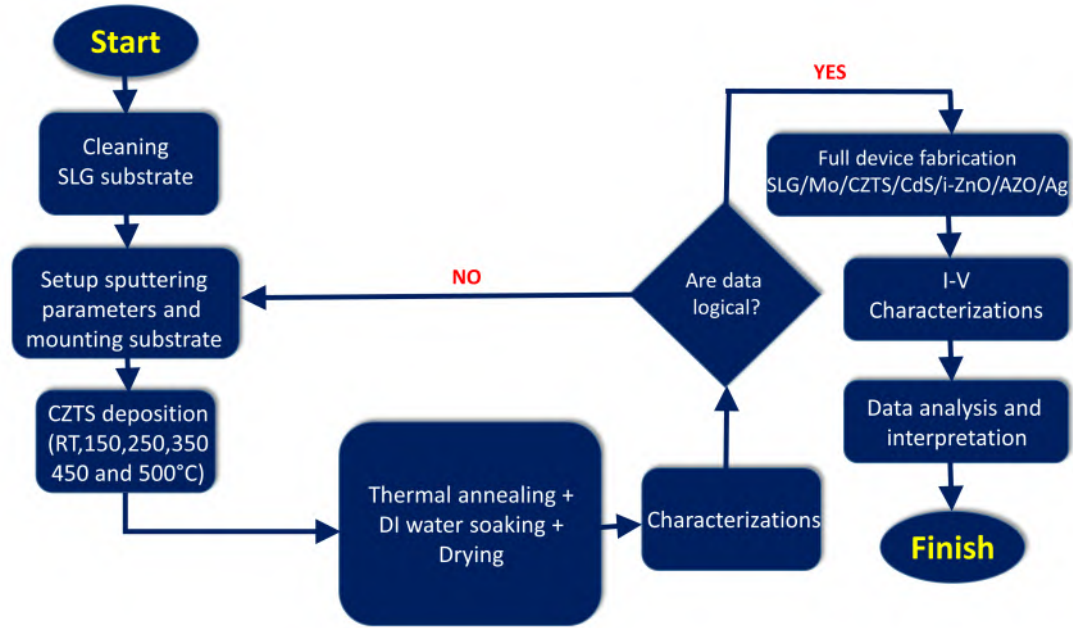 Start
Cleaning
SLG substrate
Setup sputtering
parameters and
mounting substrate
CZTS deposition
(RT,150,250,350
450 and 500°C)
Thermal annealing +
DI water soaking +
Drying
Characterizations
Are data
logical?
NO
YES
Full device fabrication
SLG/Mo/CZTS/CdS/i-ZnO/AZO/Ag
I-V
Characterizations
Data analysis and
interpretation
Finish